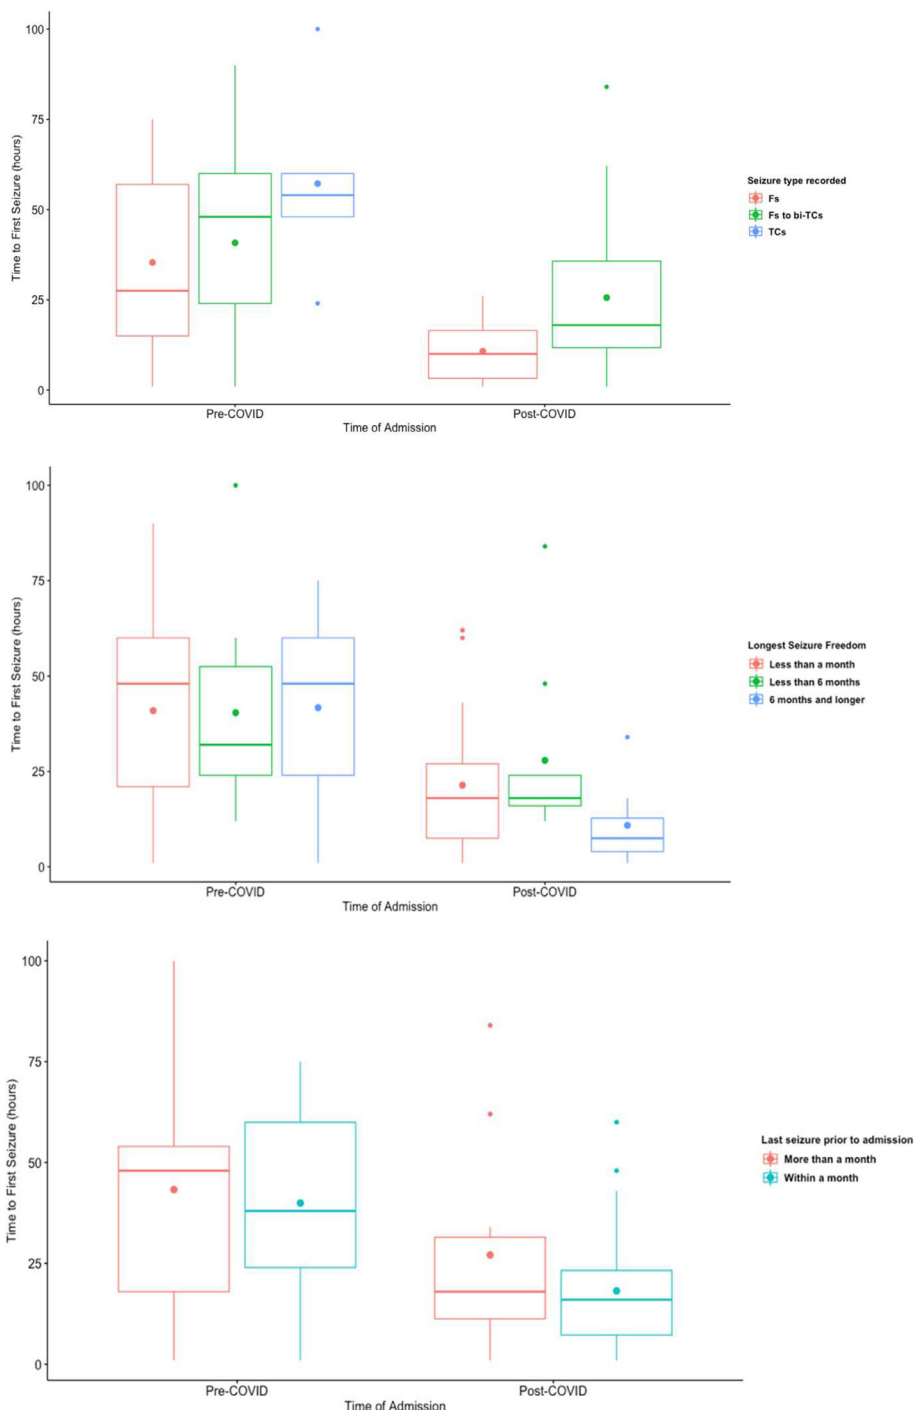 100
75
50
25
0
Time to First Seizure (hours)
Pre-COVID
Post-COVID
Time of Admission
Seizure type recorded
Fs
Fs to bi-TCs
TCs
100
75
50
25
0
Time to First Seizure (hours)
Pre-COVID
Post-COVID
Time of Admission
Longest Seizure Freedom
Less than a month
Less than 6 months
6 months and longer
100
75
50
25
0
Time to First Seizure (hours)
Pre-COVID
Post-COVID
Time of Admission
Last seizure prior to admission
More than a month
Within a month